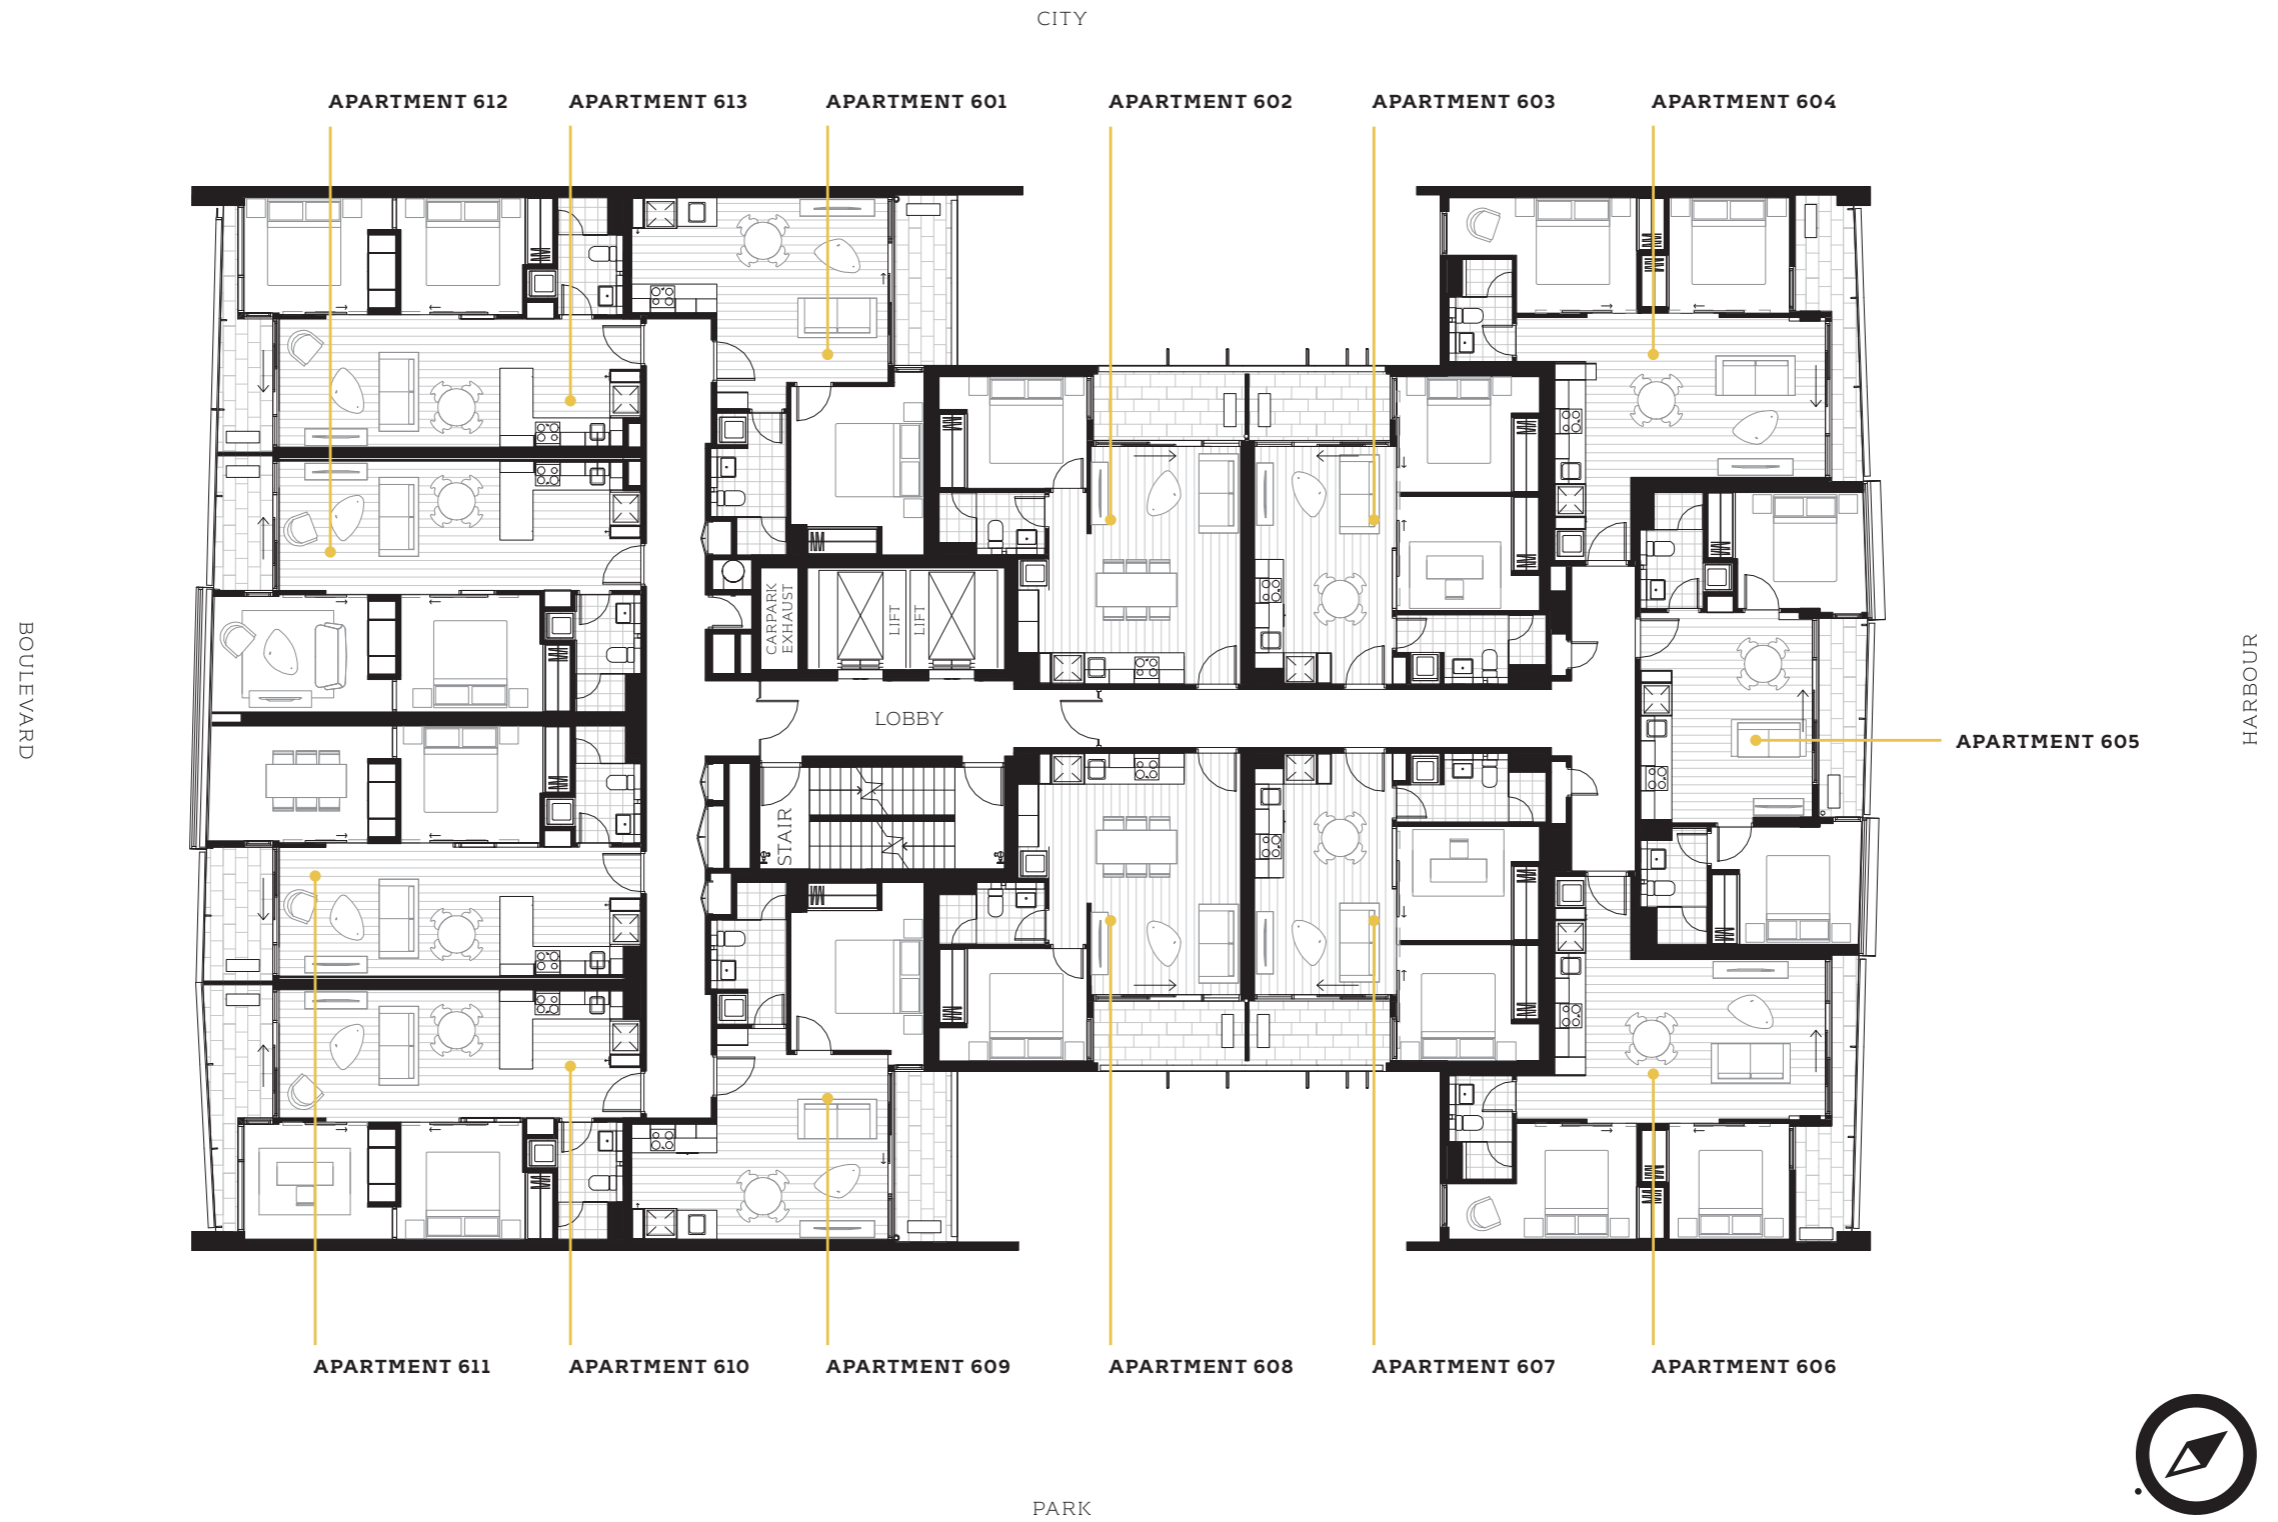 CITY
APARTMENT 612
APARTMENT 613
APARTMENT 601
APARTMENT 602
APARTMENT 603
APARTMENT 604
BOULEVARD
CARPARK
EXHAUST
LIFT
LIFT
LOBBY
STAIR
HARBOUR
APARTMENT 605
APARTMENT 611
APARTMENT 610
APARTMENT 609
APARTMENT 608
APARTMENT 607
APARTMENT 606
PARK